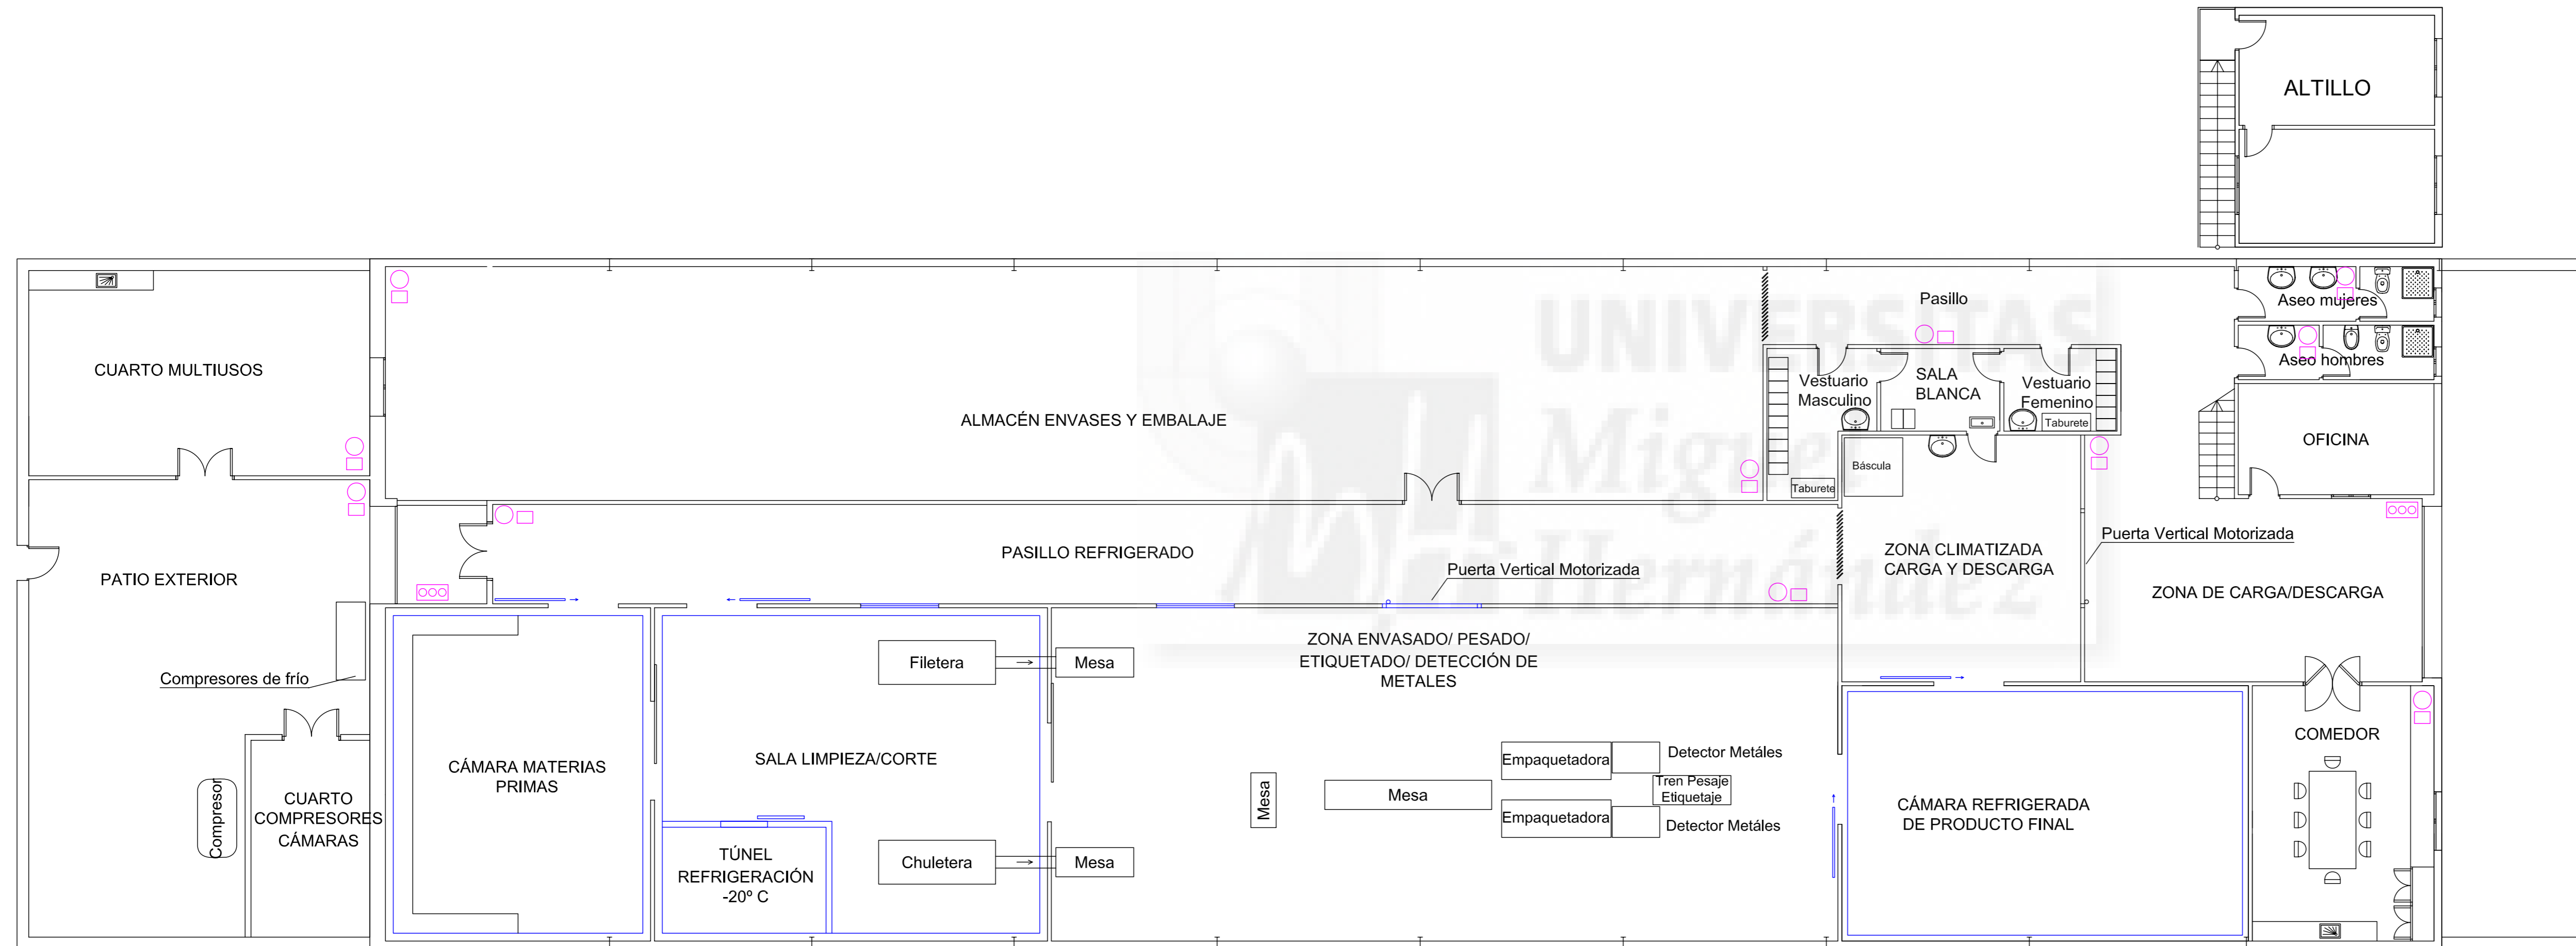 ALTILLO
Pasillo
Aseo mujeres
Aseo hombres
CUARTO MULTIUSOS
ALMACÉN ENVASES Y EMBALAJE
Vestuario
Masculino
SALA
BLANCA
Vestuario
Femenino
Taburete
Taburete
Báscula
OFICINA
UNIVERSITAS
Miguel
Hernández
PATIO EXTERIOR
PASILLO REFRIGERADO
Puerta Vertical Motorizada
ZONA CLIMATIZADA
CARGA Y DESCARGA
Puerta Vertical Motorizada
ZONA DE CARGA/DESCARGA
Compresores de frío
Filetera
Mesa
ZONA ENVASADO/ PESADO/
ETIQUETADO/ DETECCIÓN DE
METALES
CÁMARA MATERIAS
PRIMAS
SALA LIMPIEZA/CORTE
Compresor
CUARTO
COMPRESORES
CÁMARAS
TÚNEL
REFRIGERACIÓN
-20º C
Chuletera
Mesa
Mesa
Mesa
Empaquetadora
Detector Metáles
Tren Pesaje
Etiquetaje
Empaquetadora
Detector Metáles
CÁMARA REFRIGERADA
DE PRODUCTO FINAL
COMEDOR